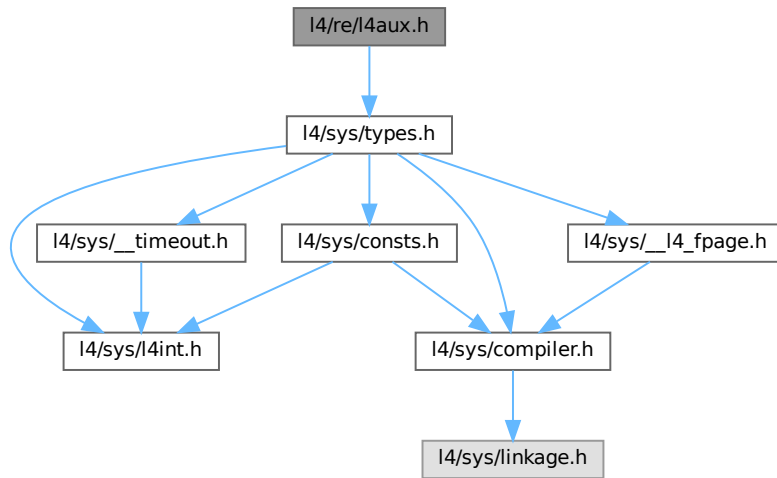 l4/re/l4aux.h
l4/sys/types.h
l4/sys/__timeout.h
l4/sys/consts.h
l4/sys/__l4_fpage.h
l4/sys/l4int.h
l4/sys/compiler.h
l4/sys/linkage.h